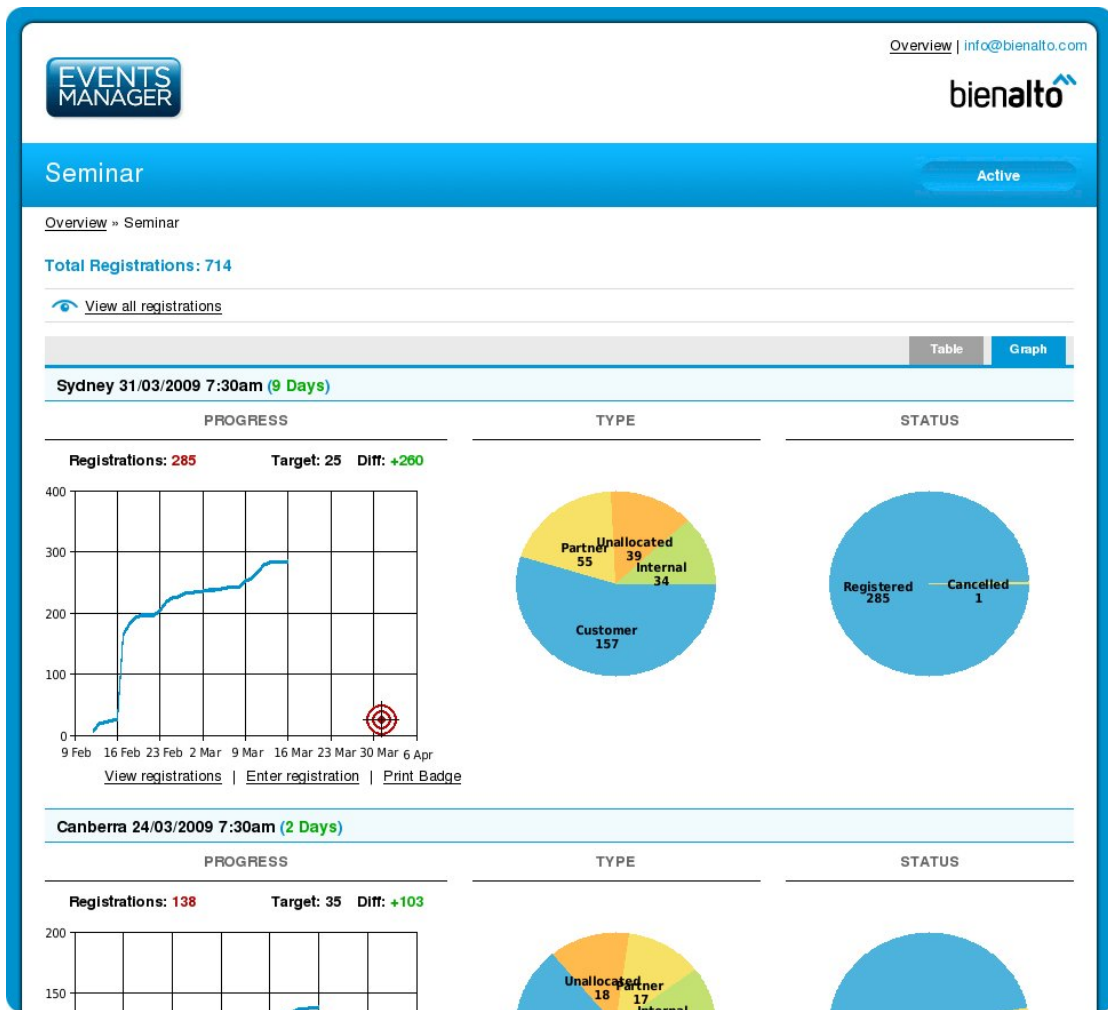 Overview | info@bienalto.com
EVENTS
MANAGER
bienalto
Seminar
Active
Overview » Seminar
Total Registrations: 714
View all registrations
Table Graph
Sydney 31/03/2009 7:30am (9 Days)
PROGRESS TYPE STATUS
Registrations: 285 Target: 25 Diff: +260
400
300
200
100
0
9 Feb 16 Feb 23 Feb 2 Mar 9 Mar 16 Mar 23 Mar 30 Mar 6 Apr
Partner
55
Unallocated
39
Internal
34
Customer
157
Registered
285
Cancelled
1
View registrations | Enter registration | Print Badge
Canberra 24/03/2009 7:30am (2 Days)
PROGRESS TYPE STATUS
Registrations: 138 Target: 35 Diff: +103
200
150
Unallocated
18
Partner
17
Internal